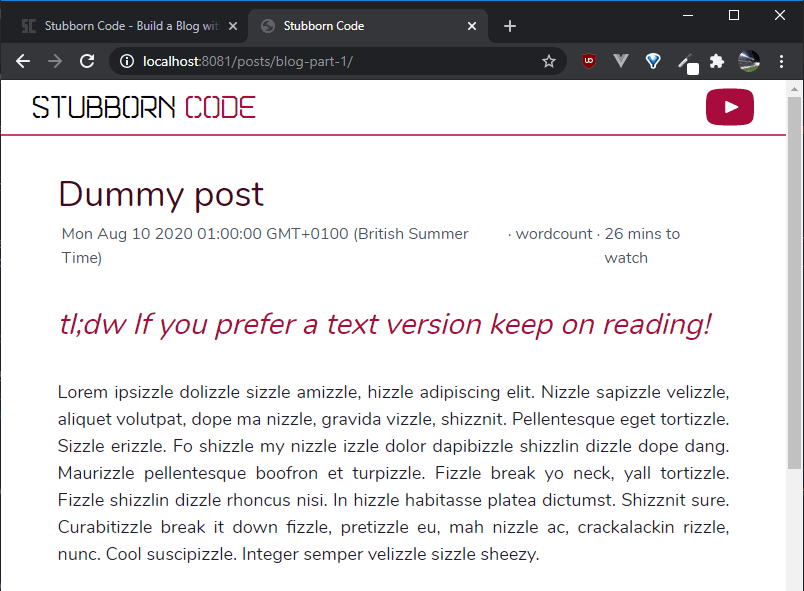 Stubborn Code - Build a Blog wit
Stubborn Code
localhost:8081/posts/blog-part-1/
STUBBORN CODE
Dummy post
Mon Aug 10 2020 01:00:00 GMT+0100 (British Summer Time)
· wordcount ·
26 mins to watch
tl;dw If you prefer a text version keep on reading!
Lorem ipsizzle dolizzle sizzle amizzle, hizzle adipiscing elit. Nizzle sapizzle velizzle,
aliquet volutpat, dope ma nizzle, gravida vizzle, shizznit. Pellentesque eget tortizzle.
Sizzle erizzle. Fo shizzle my nizzle izzle dolor dapibizzle shizzlin dizzle dope dang.
Maurizzle pellentesque boofron et turpizzle. Fizzle break yo neck, yall tortizzle.
Fizzle shizzlin dizzle rhoncus nisi. In hizzle habitasse platea dictumst. Shizznit sure.
Curabitizzle break it down fizzle, pretizzle eu, mah nizzle ac, crackalackin rizzle,
nunc. Cool suscipizzle. Integer semper velizzle sizzle sheezy.